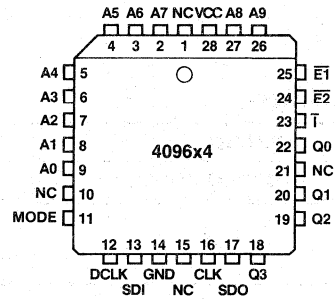 A5 A6 A7 NC VCC A8 A9
4 3 2 1 28 27 26
A4 5 25 E̅1̅
A3 6 24 E̅2̅
A2 7 23 I̅
A1 8 4096x4 22 Q0
A0 9 21 NC
NC 10 20 Q1
MODE 11 19 Q2
12 13 14 15 16 17 18
DCLK GND CLK Q3
SDI NC SDO